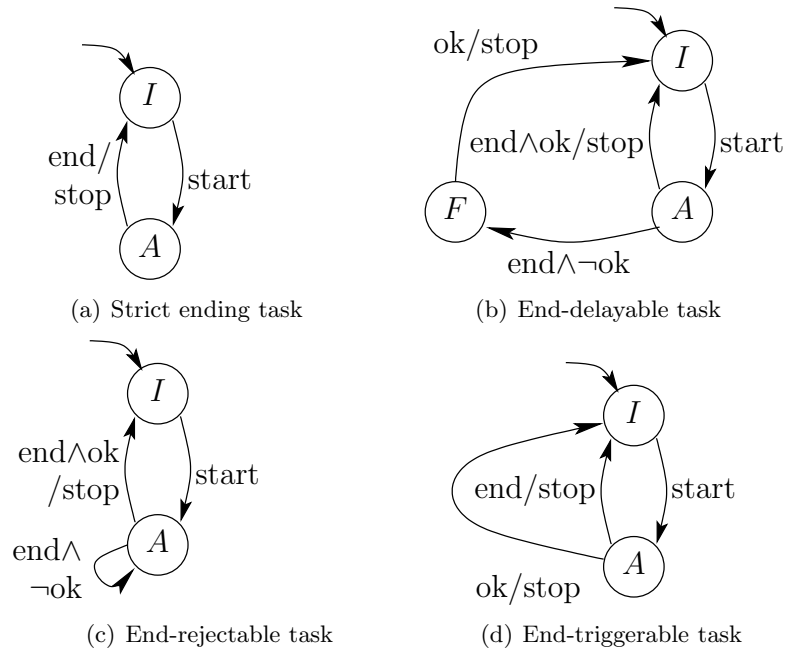 I
end/
stop
start
A
(a) Strict ending task
ok/stop
I
end∧ok/stop
start
F
A
end∧¬ok
(b) End-delayable task
I
end∧ok
/stop
start
end∧
¬ok
A
(c) End-rejectable task
I
end/stop
start
A
ok/stop
(d) End-triggerable task